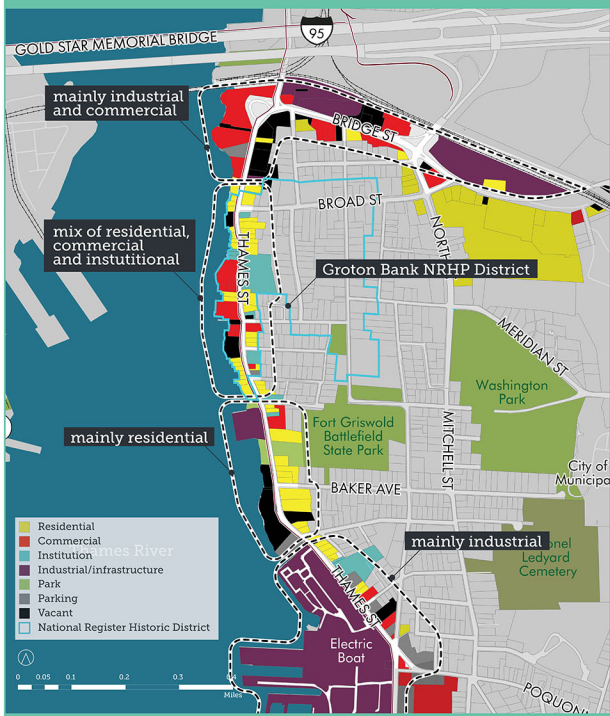 GOLD STAR MEMORIAL BRIDGE
95
mainly industrial
and commercial
BRIDGE ST
mix of residential,
commercial
and instutitional
BROAD ST
NORTH
THAMES ST
Groton Bank NRHP District
MERIDIAN ST
Washington
Park
mainly residential
Fort Griswold
Battlefield
State Park
MITCHELL ST
City of
Municipa
BAKER AVE
Residential
Commercial
Institution
Industrial/infrastructure
Park
Parking
Vacant
National Register Historic District
Thames River
mainly industrial
onel
Ledyard
Cemetery
THAMES ST
Electric
Boat
0 0.05 0.1 0.2 0.3 0.4
Miles
POQUONN